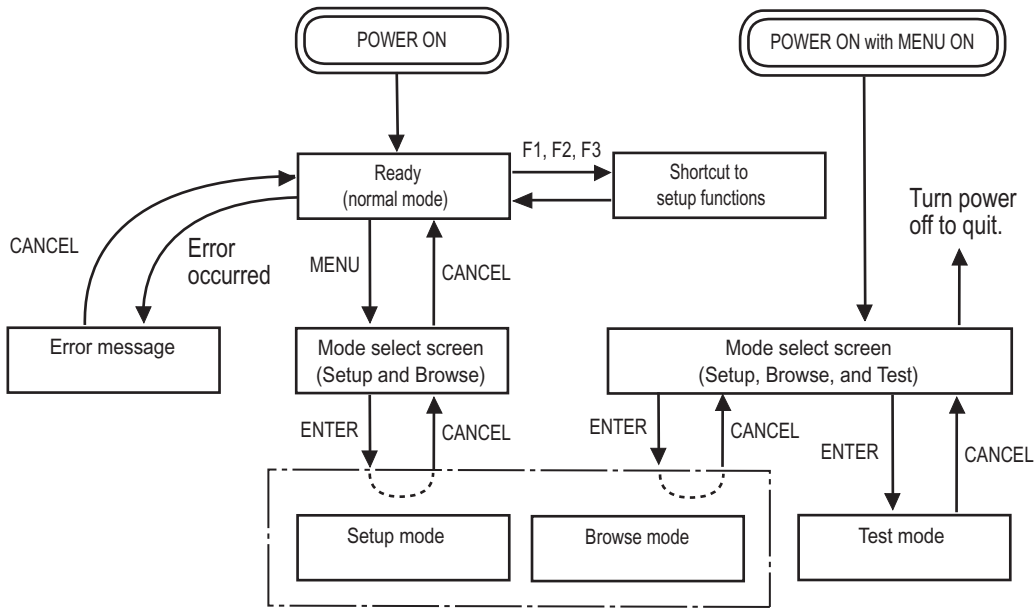 POWER ON
POWER ON with MENU ON
F1, F2, F3
Ready
(normal mode)
Shortcut to
setup functions
Turn power
off to quit.
CANCEL
Error
occurred
MENU
CANCEL
Error message
Mode select screen
(Setup and Browse)
Mode select screen
(Setup, Browse, and Test)
ENTER
CANCEL
ENTER
CANCEL
ENTER
CANCEL
Setup mode
Browse mode
Test mode